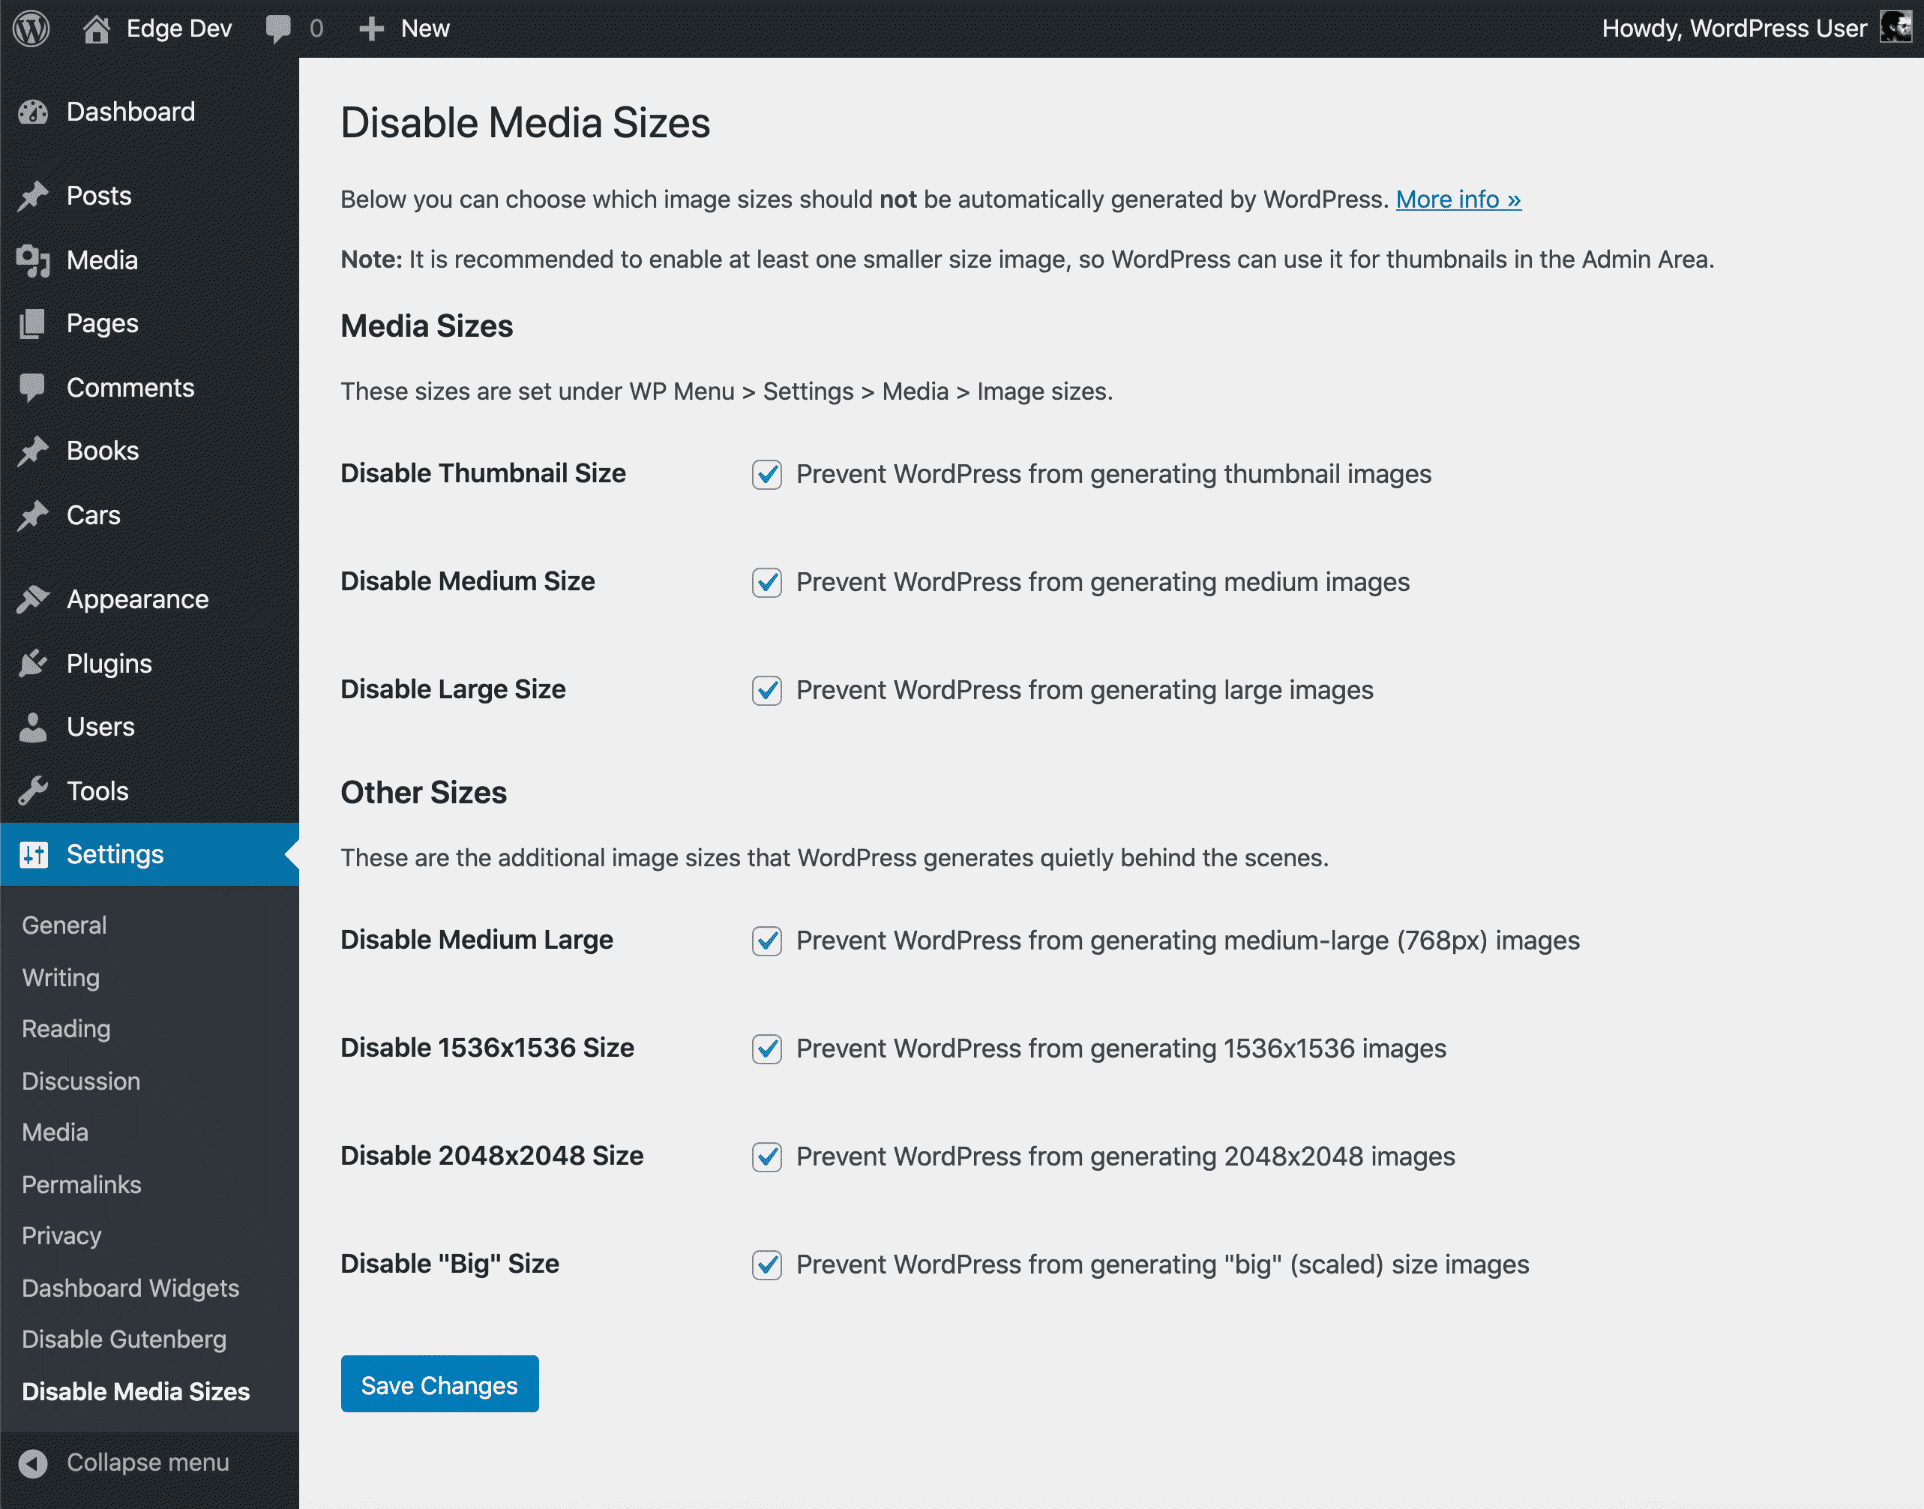 Edge Dev 0 New Howdy, WordPress User
Dashboard
Posts
Media
Pages
Comments
Books
Cars
Appearance
Plugins
Users
Tools
Settings
General
Writing
Reading
Discussion
Media
Permalinks
Privacy
Dashboard Widgets
Disable Gutenberg
Disable Media Sizes
Collapse menu
Disable Media Sizes
Below you can choose which image sizes should not be automatically generated by WordPress. More info »
Note: It is recommended to enable at least one smaller size image, so WordPress can use it for thumbnails in the Admin Area.
Media Sizes
These sizes are set under WP Menu > Settings > Media > Image sizes.
Disable Thumbnail Size Prevent WordPress from generating thumbnail images
Disable Medium Size Prevent WordPress from generating medium images
Disable Large Size Prevent WordPress from generating large images
Other Sizes
These are the additional image sizes that WordPress generates quietly behind the scenes.
Disable Medium Large Prevent WordPress from generating medium-large (768px) images
Disable 1536x1536 Size Prevent WordPress from generating 1536x1536 images
Disable 2048x2048 Size Prevent WordPress from generating 2048x2048 images
Disable "Big" Size Prevent WordPress from generating "big" (scaled) size images
Save Changes